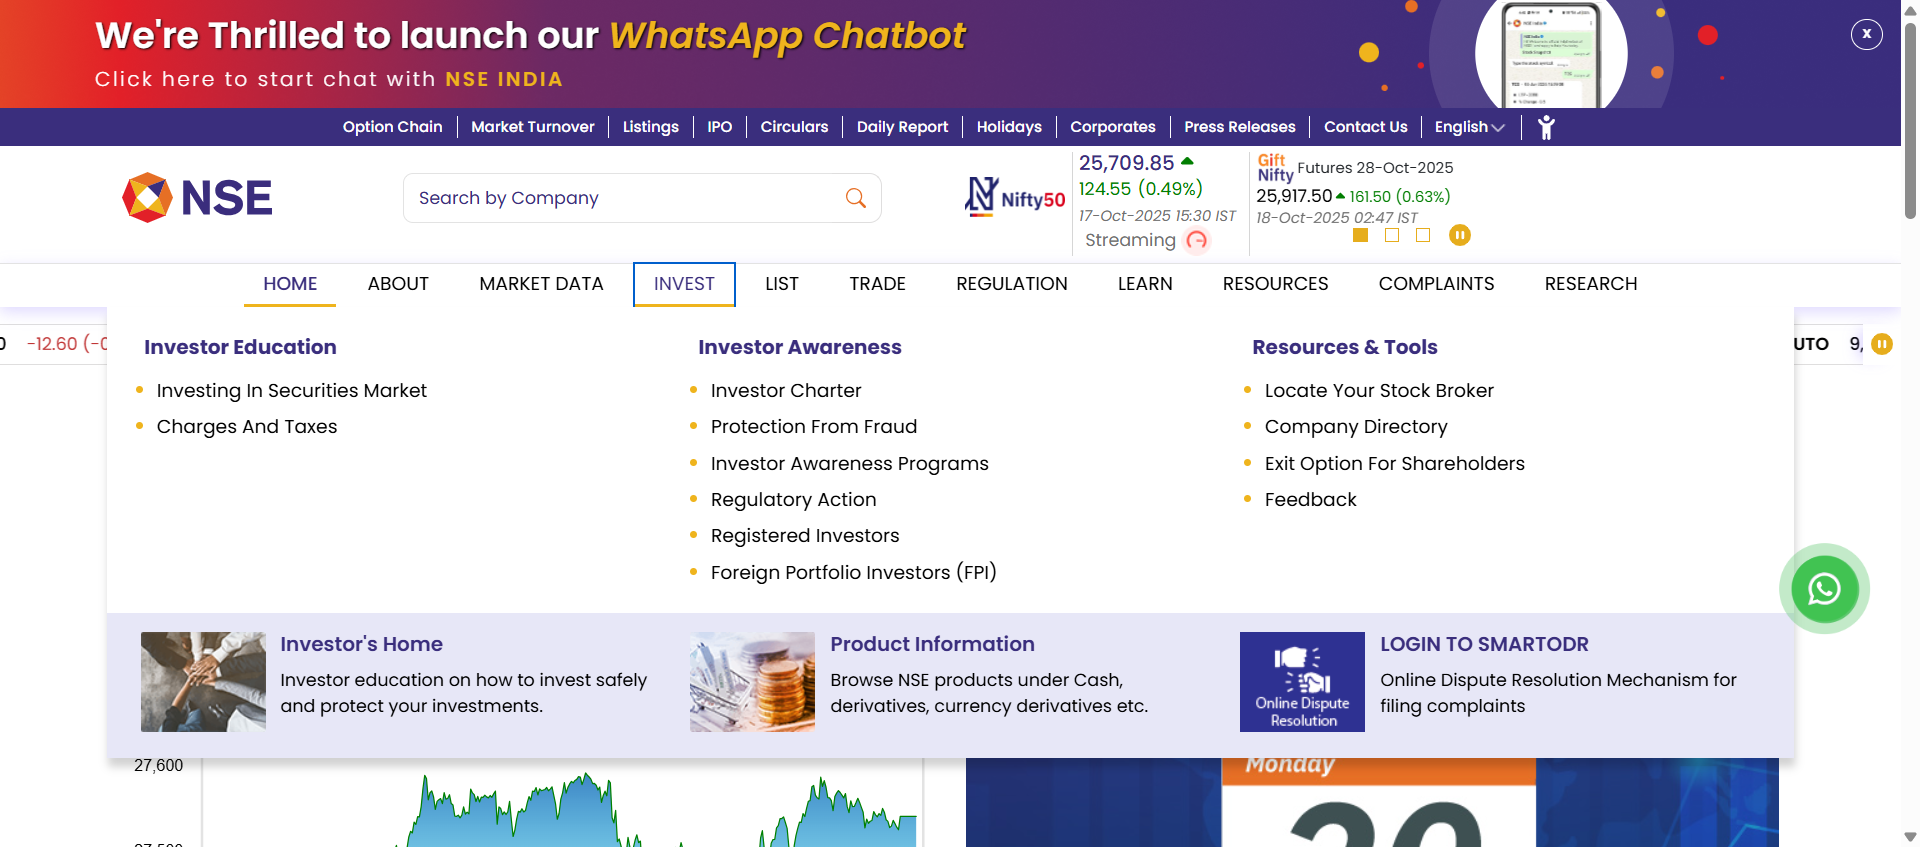 We're Thrilled to launch our WhatsApp Chatbot
Click here to start chat with NSE INDIA
x
Option Chain
Market Turnover
Listings
IPO
Circulars
Daily Report
Holidays
Corporates
Press Releases
Contact Us
English
NSE
Search by Company
Nifty50
25,709.85
124.55 (0.49%)
17-Oct-2025 15:30 IST
Streaming
Gift Nifty
Futures 28-Oct-2025
25,917.50 161.50 (0.63%)
18-Oct-2025 02:47 IST
HOME
ABOUT
MARKET DATA
INVEST
LIST
TRADE
REGULATION
LEARN
RESOURCES
COMPLAINTS
RESEARCH
-12.60
UTO 9,
Investor Education
Investing In Securities Market
Charges And Taxes
Investor Awareness
Investor Charter
Protection From Fraud
Investor Awareness Programs
Regulatory Action
Registered Investors
Foreign Portfolio Investors (FPI)
Resources & Tools
Locate Your Stock Broker
Company Directory
Exit Option For Shareholders
Feedback
Investor's Home
Investor education on how to invest safely
and protect your investments.
Product Information
Browse NSE products under Cash,
derivatives, currency derivatives etc.
Online Dispute
Resolution
LOGIN TO SMARTODR
Online Dispute Resolution Mechanism for
filing complaints
27,600
Monday